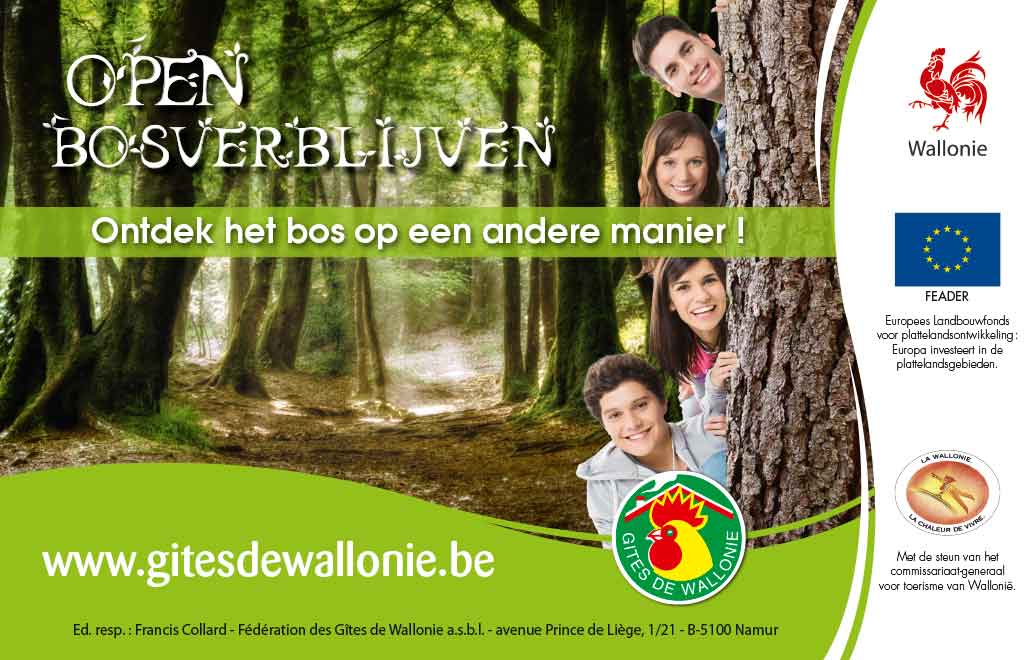 OPEN
BOSVERBLIJVEN
Ontdek het bos op een andere manier !
www.gitesdewallonie.be
GITES DE WALLONIE
Ed. resp. : Francis Collard - Fédération des Gîtes de Wallonie a.s.b.l. - avenue Prince de Liège, 1/21 - B-5100 Namur
Wallonie
FEADER
Europees Landbouwfonds
voor plattelandsontwikkeling :
Europa investeert in de
plattelandsgebieden.
LA WALLONIE.
LA CHALEUR DE VIVRE.
Met de steun van het
commissariaat-generaal
voor toerisme van Wallonië.